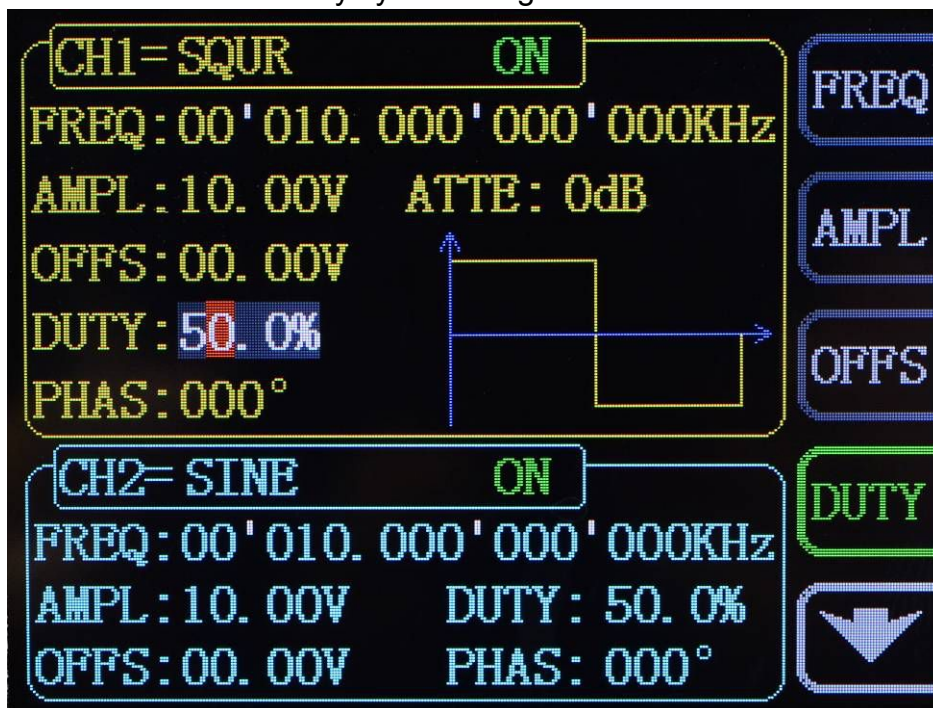 CH1=SQUR ON
FREQ:00'010.000'000'000KHz
AMPL:10.00V ATTE: 0dB
OFFS:00.00V
DUTY:50.0%
PHAS:000°
CH2=SINE ON
FREQ:00'010.000'000'000KHz
AMPL:10.00V DUTY: 50.0%
OFFS:00.00V PHAS: 000°
FREQ
AMPL
OFFS
DUTY